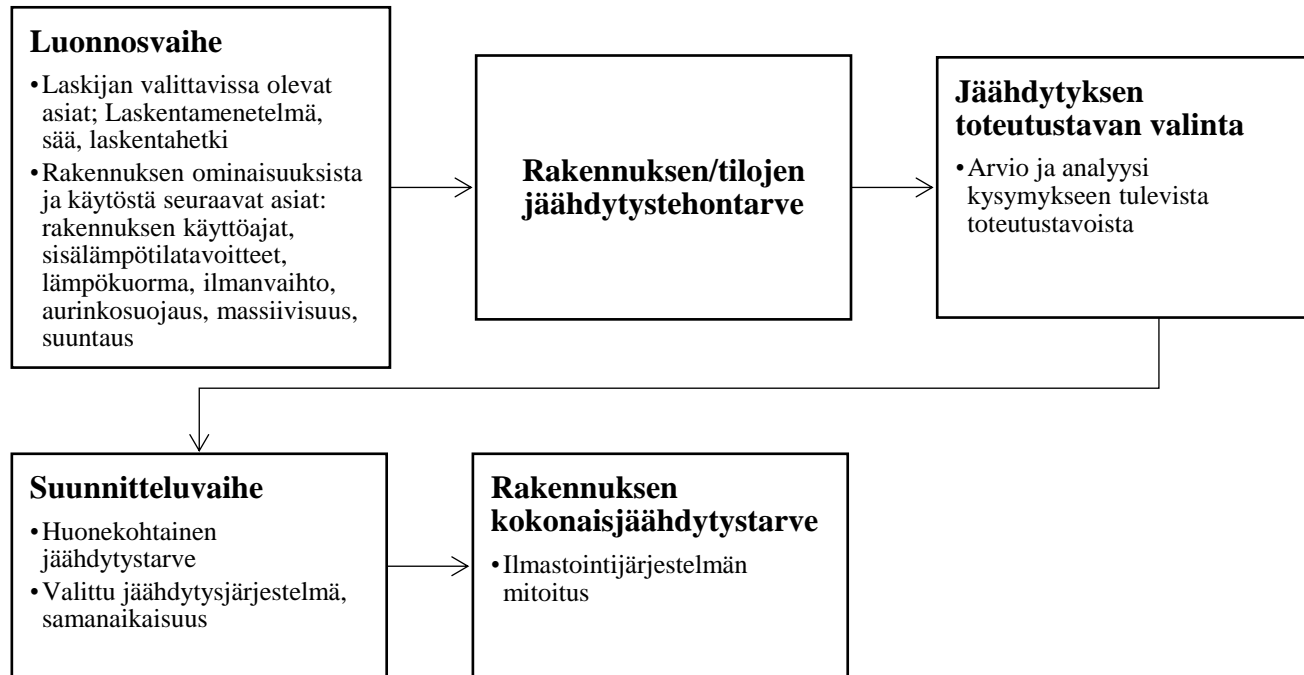 Luonnosvaihe
•Laskijan valittavissa olevat
asiat; Laskentamenetelmä,
sää, laskentahetki
•Rakennuksen ominaisuuksista
ja käytöstä seuraavat asiat:
rakennuksen käyttöajat,
sisälämpötilatavoitteet,
lämpökuorma, ilmanvaihto,
aurinkosuojaus, massiivisuus,
suuntaus
Rakennuksen/tilojen
jäähdytystehontarve
Jäähdytyksen
toteutustavan valinta
•Arvio ja analyysi
kysymykseen tulevista
toteutustavoista
Suunnitteluvaihe
•Huonekohtainen
jäähdytystarve
•Valittu jäähdytysjärjestelmä,
samanaikaisuus
Rakennuksen
kokonaisjäähdytystarve
•Ilmastointijärjestelmän
mitoitus